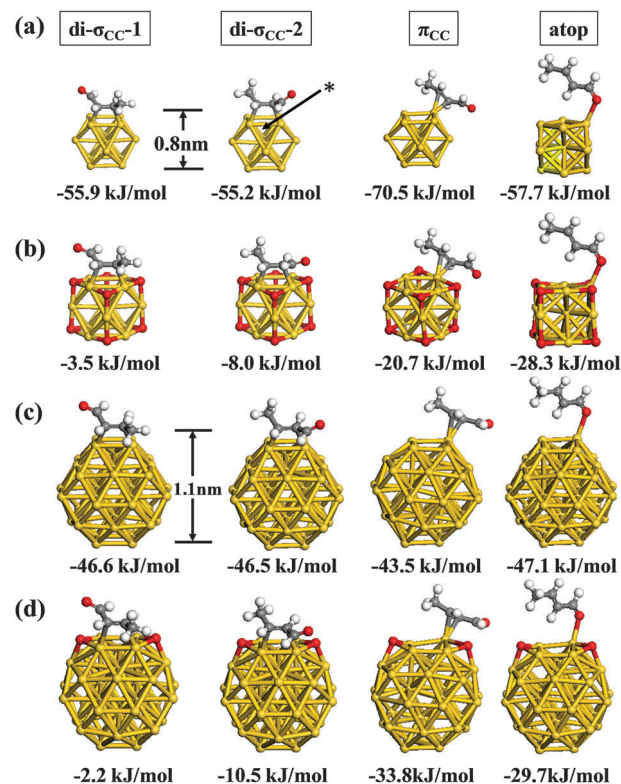 (a) di-σCC-1 di-σCC-2 πCC atop
*
0.8nm
-55.9 kJ/mol -55.2 kJ/mol -70.5 kJ/mol -57.7 kJ/mol
(b)
-3.5 kJ/mol -8.0 kJ/mol -20.7 kJ/mol -28.3 kJ/mol
(c)
1.1nm
-46.6 kJ/mol -46.5 kJ/mol -43.5 kJ/mol -47.1 kJ/mol
(d)
-2.2 kJ/mol -10.5 kJ/mol -33.8kJ/mol -29.7kJ/mol